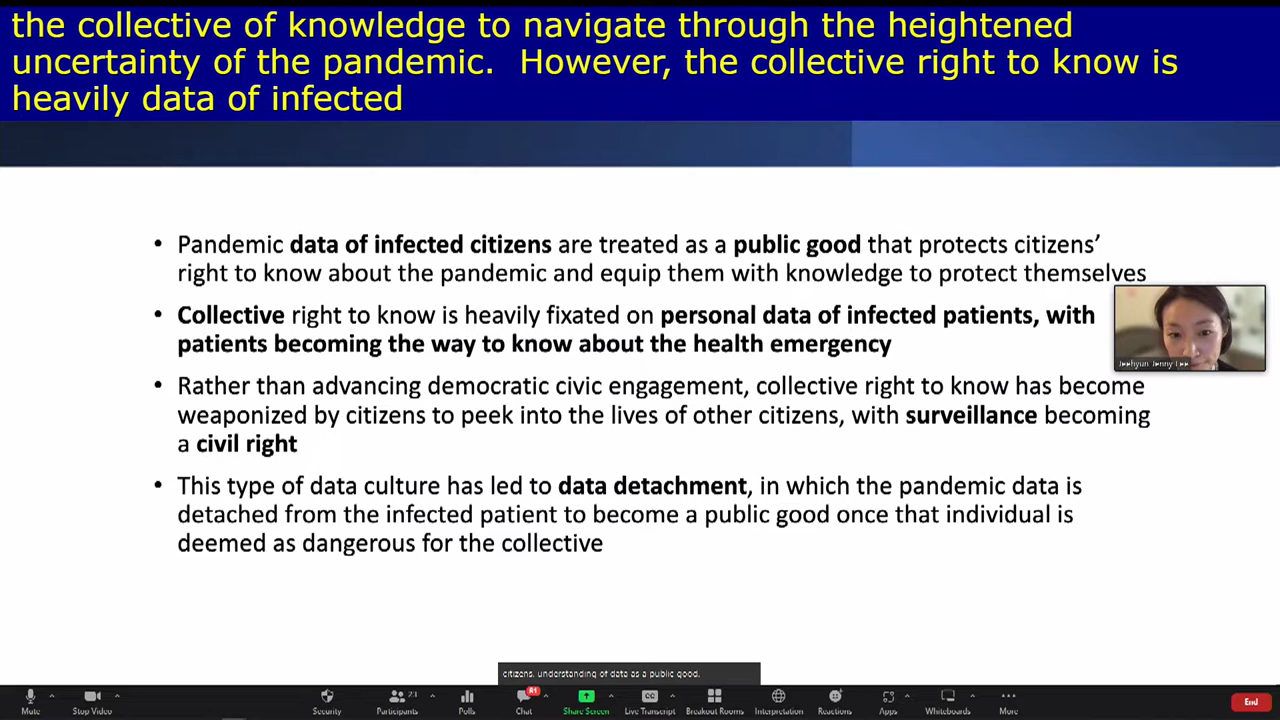 the collective of knowledge to navigate through the heightened
uncertainty of the pandemic.  However, the collective right to know is
heavily data of infected
• Pandemic data of infected citizens are treated as a public good that protects citizens'
right to know about the pandemic and equip them with knowledge to protect themselves
• Collective right to know is heavily fixated on personal data of infected patients, with
patients becoming the way to know about the health emergency
Jeehyun Jenny Lee
• Rather than advancing democratic civic engagement, collective right to know has become
weaponized by citizens to peek into the lives of other citizens, with surveillance becoming
a civil right
• This type of data culture has led to data detachment, in which the pandemic data is
detached from the infected patient to become a public good once that individual is
deemed as dangerous for the collective
citizens, understanding of data as a public good.
Mute Stop Video Security Participants Polls Chat Share Screen Live Transcript Breakout Rooms Interpretation Reactions Apps Whiteboards More End